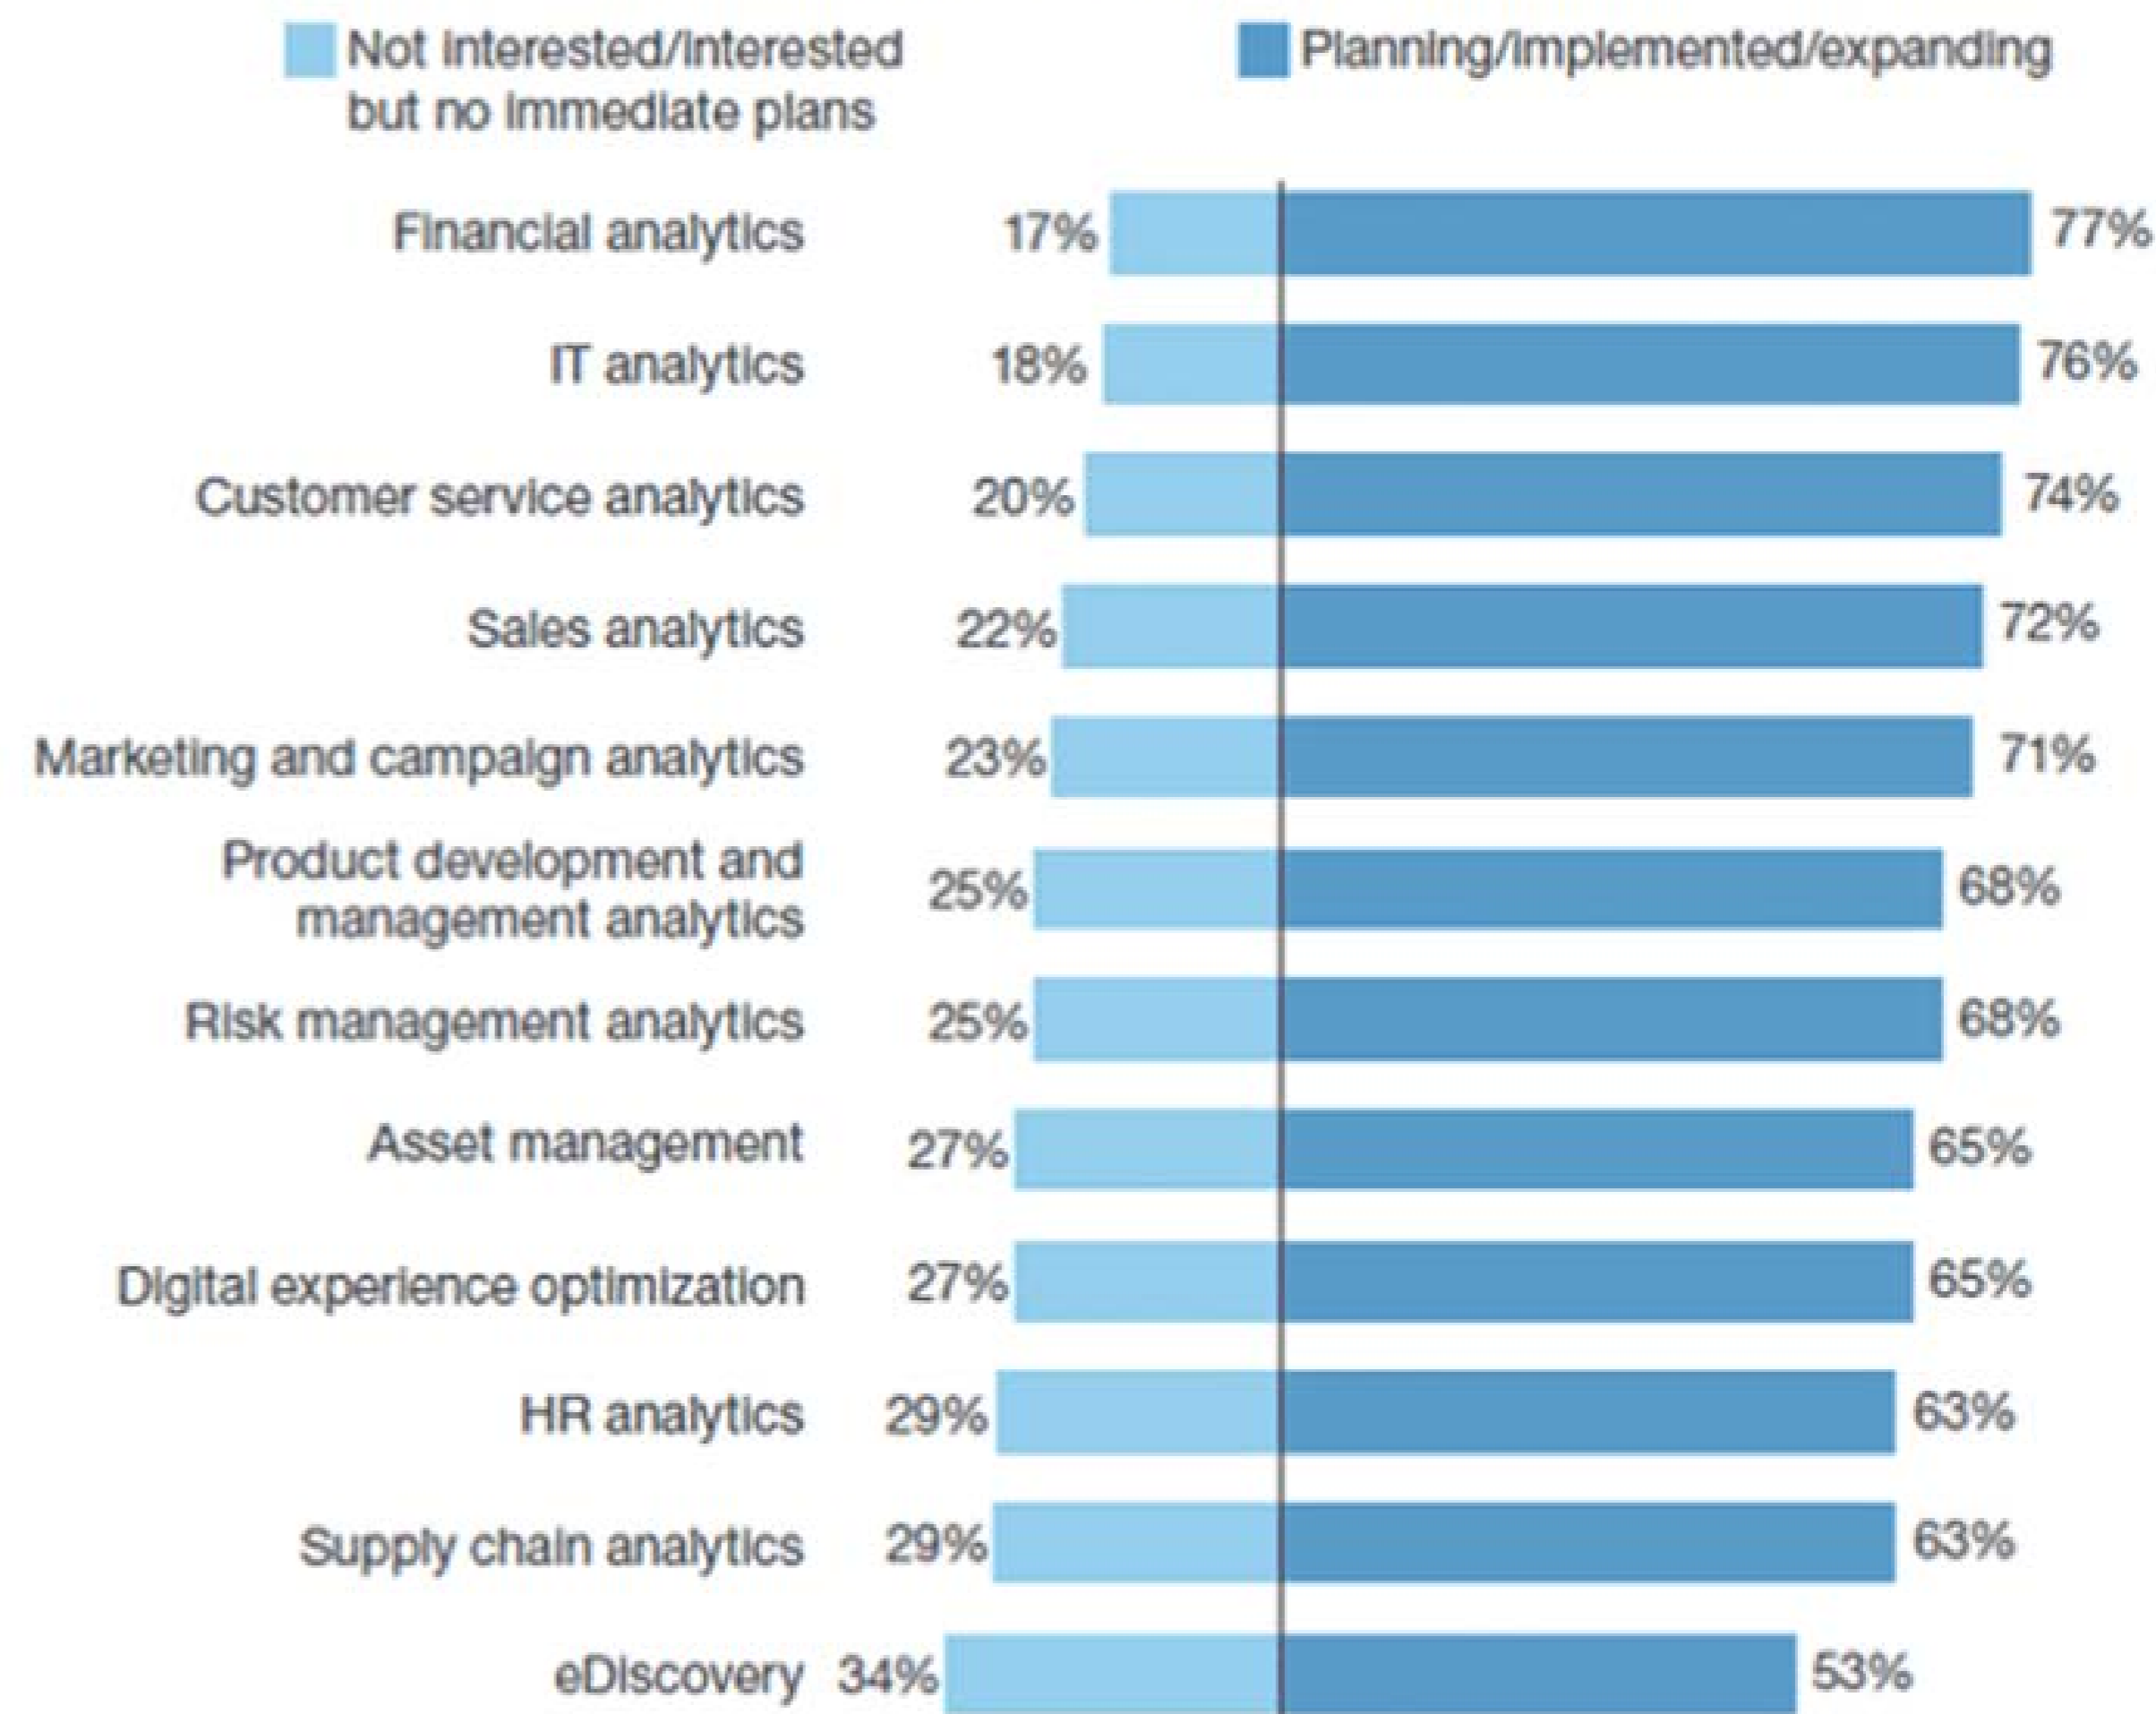 Not interested/interested
but no immediate plans
Planning/implemented/expanding
Financial analytics 17% 77%
IT analytics 18% 76%
Customer service analytics 20% 74%
Sales analytics 22% 72%
Marketing and campaign analytics 23% 71%
Product development and
management analytics 25% 68%
Risk management analytics 25% 68%
Asset management 27% 65%
Digital experience optimization 27% 65%
HR analytics 29% 63%
Supply chain analytics 29% 63%
eDiscovery 34% 53%